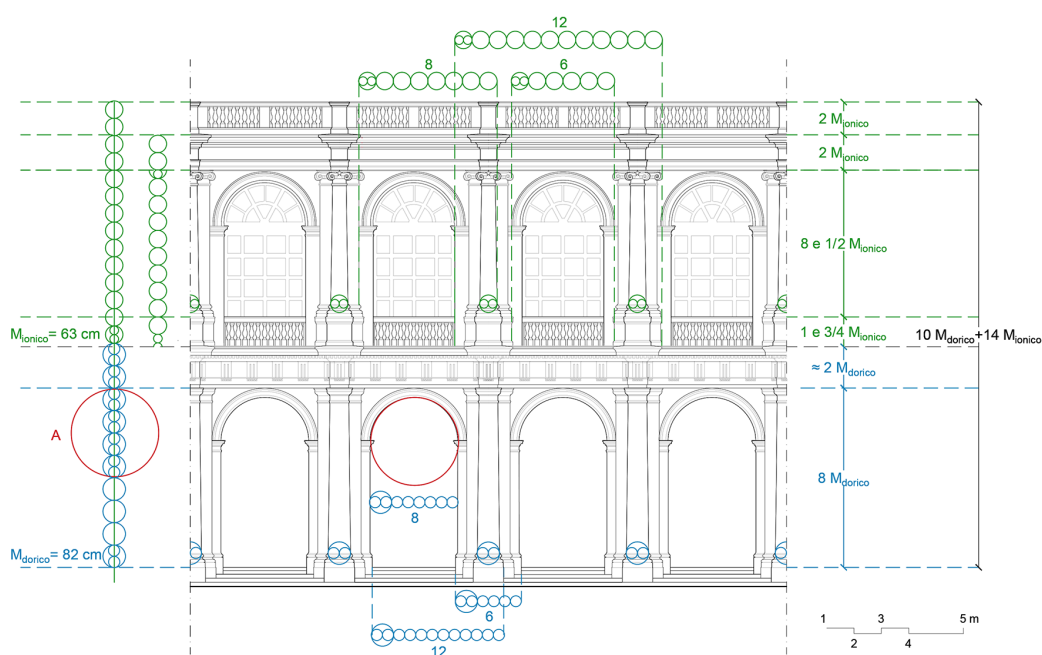 12
8
6
2 Mionico
2 Mionico
8 e 1/2 Mionico
Mionico= 63 cm
1 e 3/4 Mionico
10 Mdorico+14 Mionico
≈ 2 Mdorico
A
8 Mdorico
8
Mdorico= 82 cm
6
12
1 3 5 m
2 4